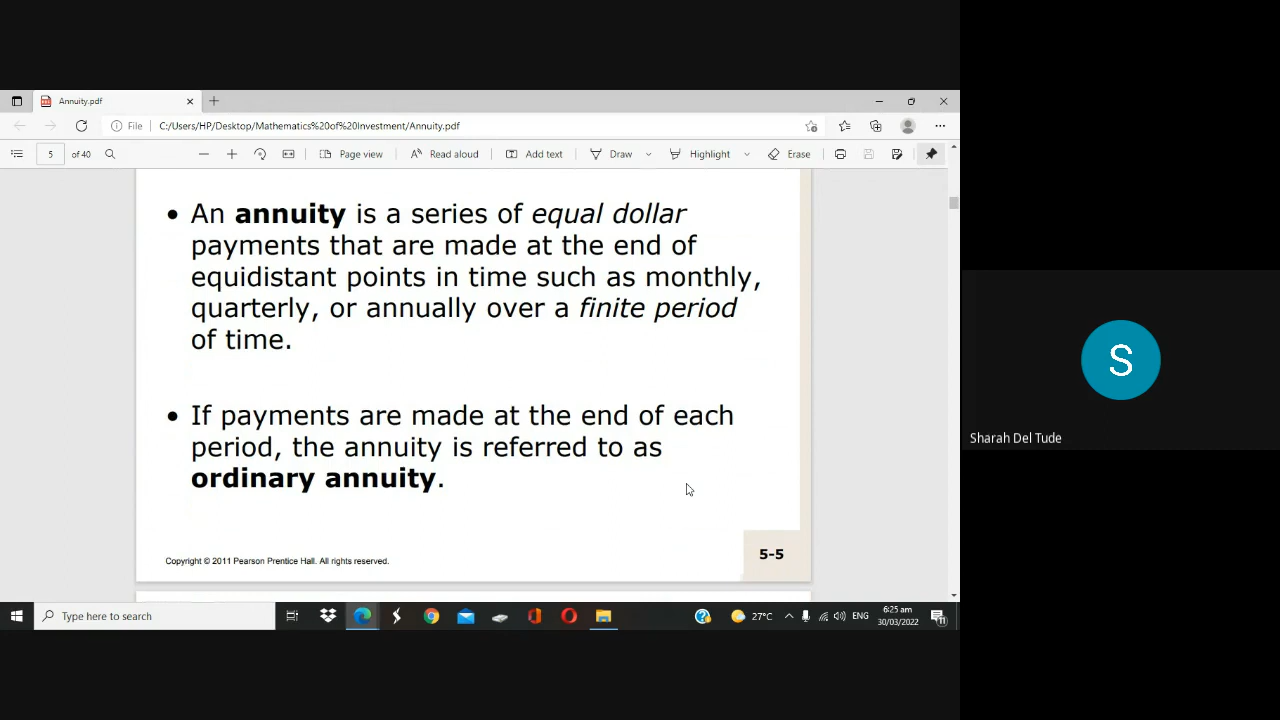 Annuity.pdf
File
C:/Users/HP/Desktop/Mathematics%20of%20Investment/Annuity.pdf
5 of 40
Page view
Read aloud
Add text
Draw
Highlight
Erase
• An annuity is a series of equal dollar
payments that are made at the end of
equidistant points in time such as monthly,
quarterly, or annually over a finite period
of time.
• If payments are made at the end of each
period, the annuity is referred to as
ordinary annuity.
Copyright © 2011 Pearson Prentice Hall. All rights reserved.
5-5
S
Sharah Del Tude
Type here to search
27°C
ENG
6:25 am
30/03/2022
11